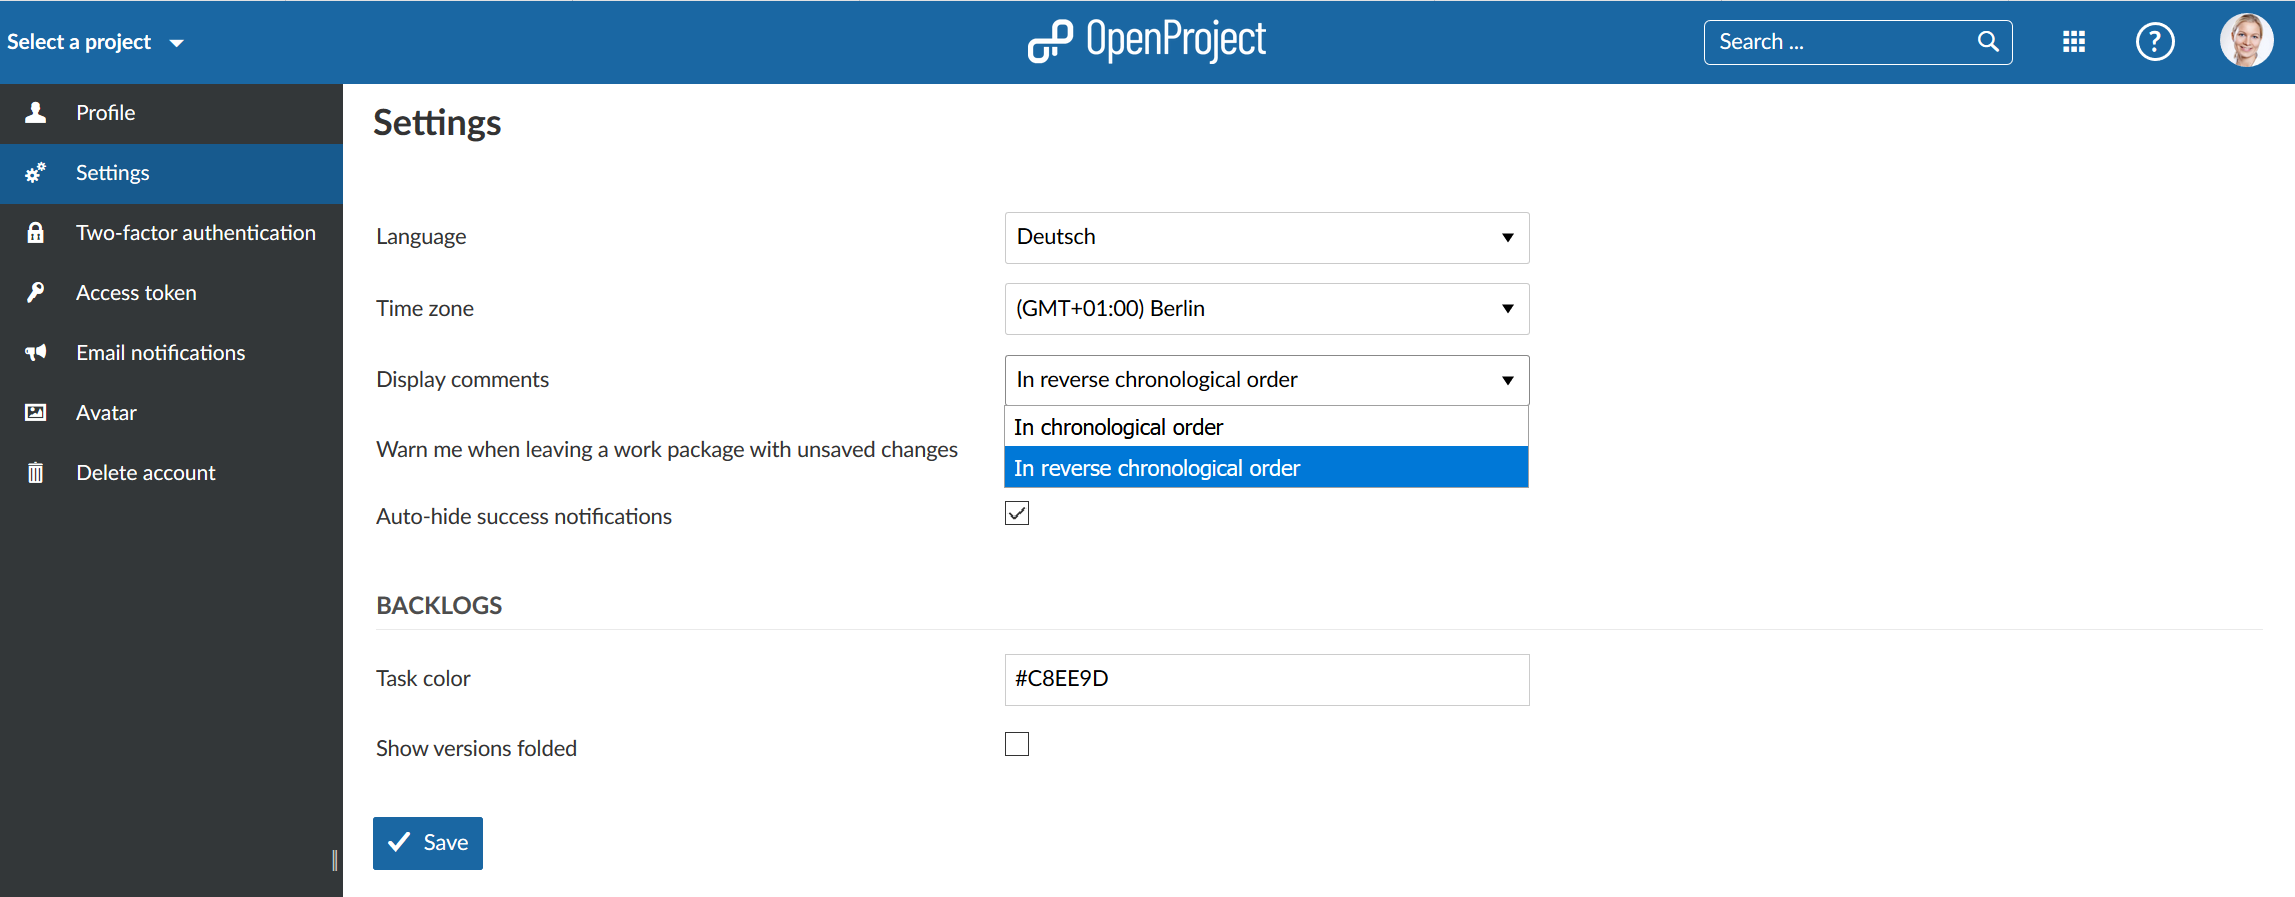 Select a project
OpenProject
Search ...
?
Profile
Settings
Two-factor authentication
Access token
Email notifications
Avatar
Delete account
Settings
Language
Deutsch
Time zone
(GMT+01:00) Berlin
Display comments
In reverse chronological order
In chronological order
In reverse chronological order
Warn me when leaving a work package with unsaved changes
Auto-hide success notifications
BACKLOGS
Task color
#C8EE9D
Show versions folded
Save